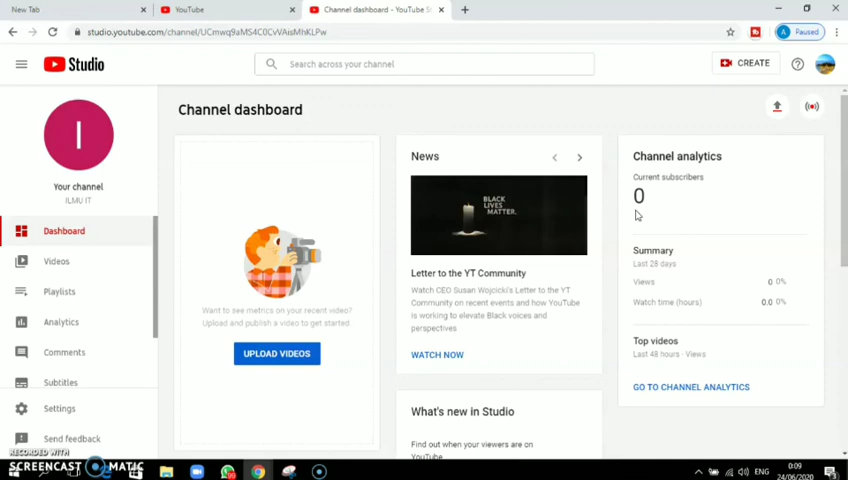 New Tab
YouTube
Channel dashboard - YouTube St
studio.youtube.com/channel/UCmwq9aMS4C0CvVAisMhKLPw
A
Paused
Studio
Search across your channel
CREATE
I
Your channel
ILMU IT
Dashboard
Videos
Playlists
Analytics
Comments
Subtitles
Settings
Send feedback
Channel dashboard
Want to see metrics on your recent video?
Upload and publish a video to get started.
UPLOAD VIDEOS
News
BLACK
LIVES
MATTER.
Letter to the YT Community
Watch CEO Susan Wojcicki's Letter to the YT
Community on recent events and how YouTube
is working to elevate Black voices and
perspectives
WATCH NOW
What's new in Studio
Find out when your viewers are on
YouTube
Channel analytics
Current subscribers
0
Summary
Last 28 days
Views 0 0%
Watch time (hours) 0.0 0%
Top videos
Last 48 hours · Views
GO TO CHANNEL ANALYTICS
RECORDED WITH
SCREENCAST MATIC
ENG
0:09
24/06/2020